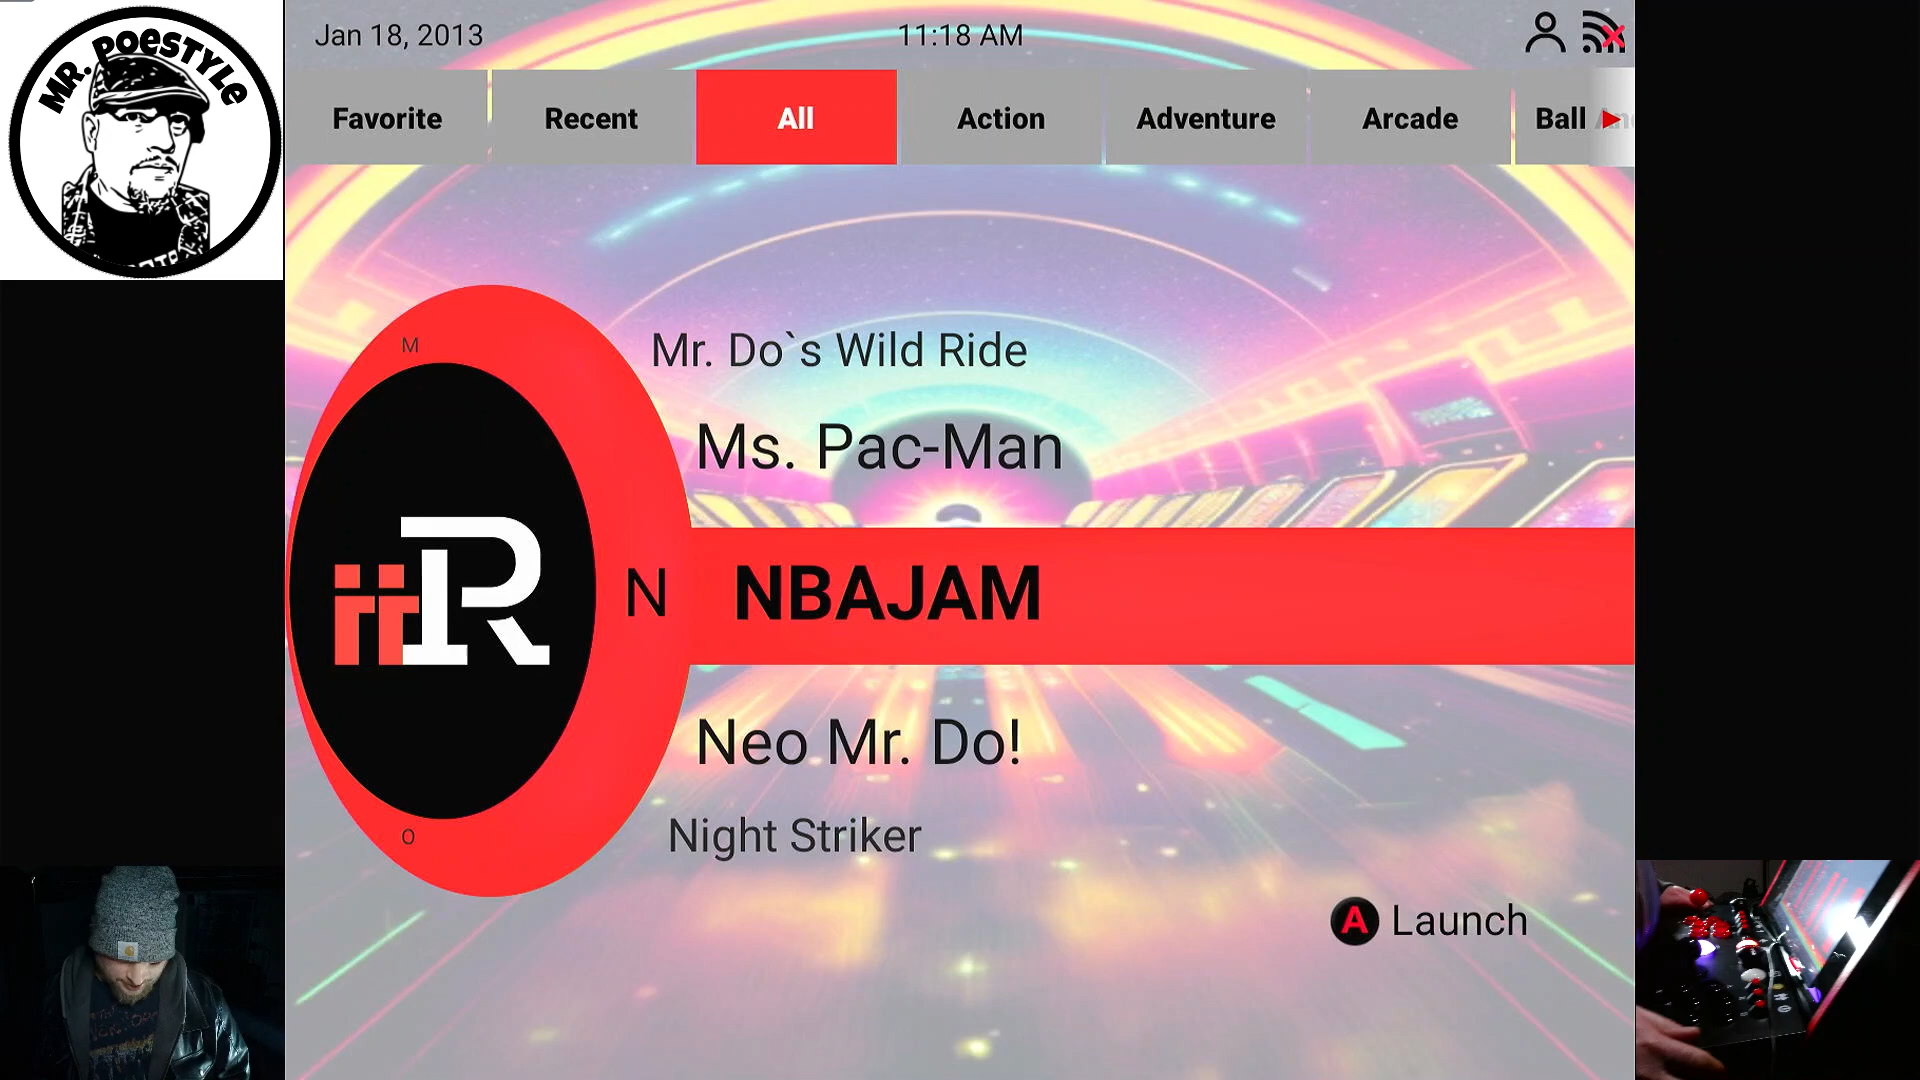 MR. POESTYLE
Jan 18, 2013
11:18 AM
Favorite
Recent
All
Action
Adventure
Arcade
Ball
M
Mr. Do`s Wild Ride
Ms. Pac-Man
iiR
N
NBAJAM
Neo Mr. Do!
O
Night Striker
A Launch